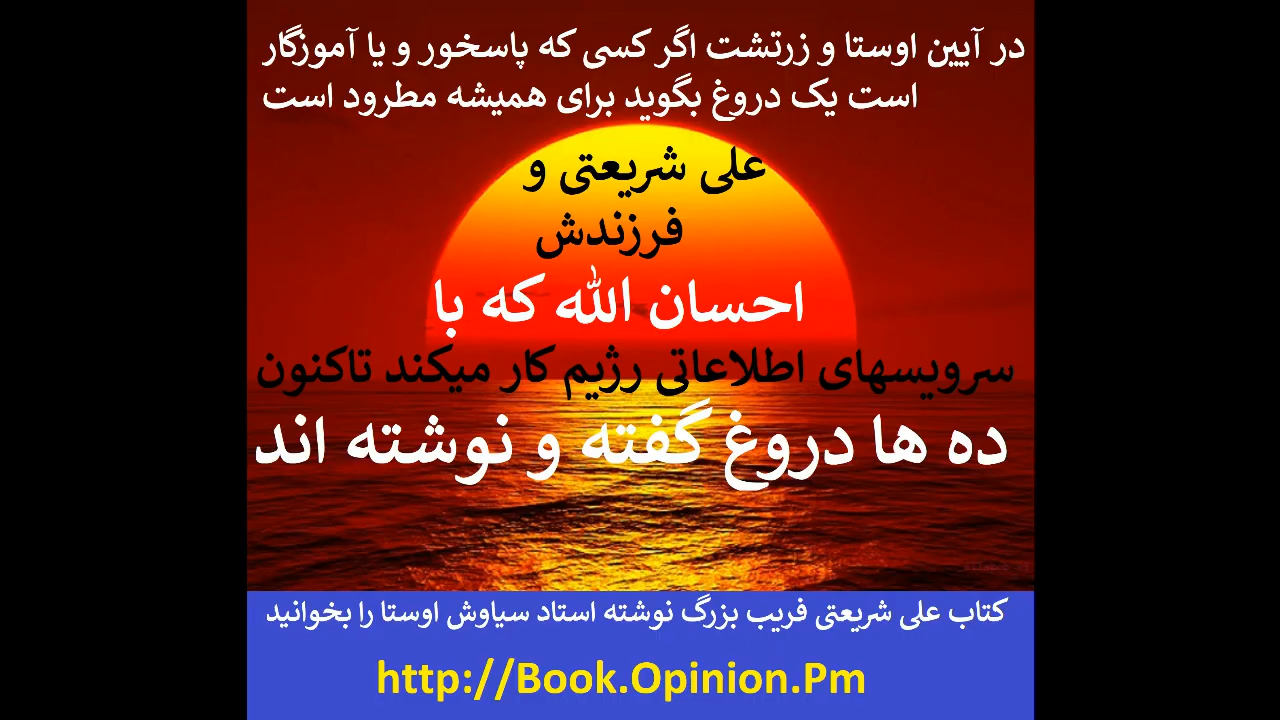 در آیین اوستا و زرتشت اگر کسی که پاسخور و یا آموزگار
است یک دروغ بگوید برای همیشه مطرود است
علی شریعتی و
فرزندش
احسان الله که با
سرویسهای اطلاعاتی رژیم کار میکند تاکنون
ده ها دروغ گفته و نوشته اند
کتاب علی شریعتی فریب بزرگ نوشته استاد سیاوش اوستا را بخوانید
http://Book.Opinion.Pm